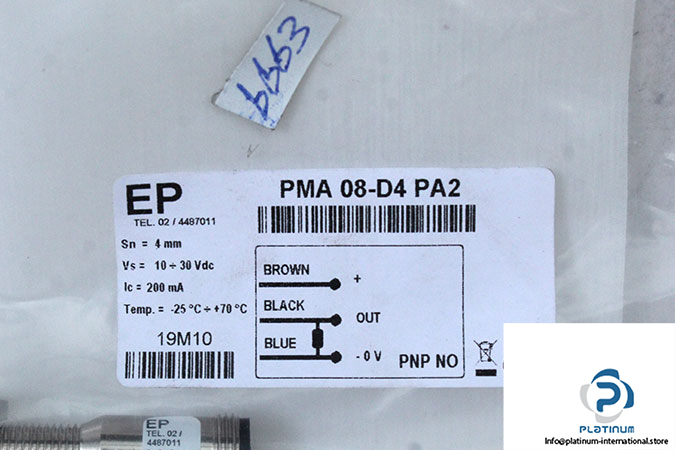 6663
EP
TEL. 02 / 4487011
PMA 08-D4 PA2
Sn = 4 mm
Vs = 10 ÷ 30 Vdc
Ic = 200 mA
Temp. = -25 °C ÷ +70 °C
19M10
BROWN
+
BLACK
OUT
BLUE
- 0 V
PNP NO
EP
TEL. 02 /
4487011
PLATINUM
info@platinum-international.store